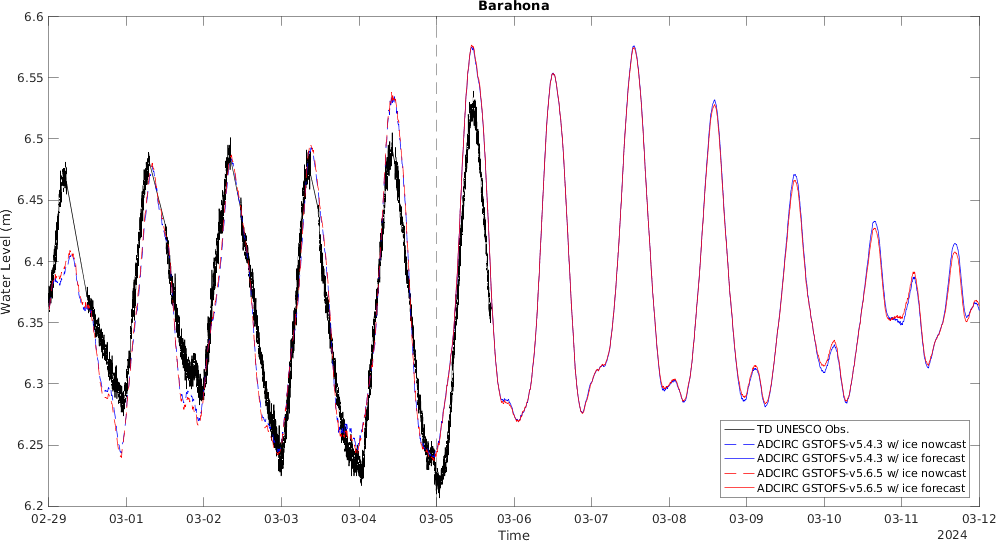 Barahona
6.6
6.55
6.5
6.45
6.4
6.35
6.3
6.25
6.2
Water Level (m)
02-29 03-01 03-02 03-03 03-04 03-05 03-06 03-07 03-08 03-09 03-10 03-11 03-12
Time
2024
TD UNESCO Obs.
ADCIRC GSTOFS-v5.4.3 w/ ice nowcast
ADCIRC GSTOFS-v5.4.3 w/ ice forecast
ADCIRC GSTOFS-v5.6.5 w/ ice nowcast
ADCIRC GSTOFS-v5.6.5 w/ ice forecast